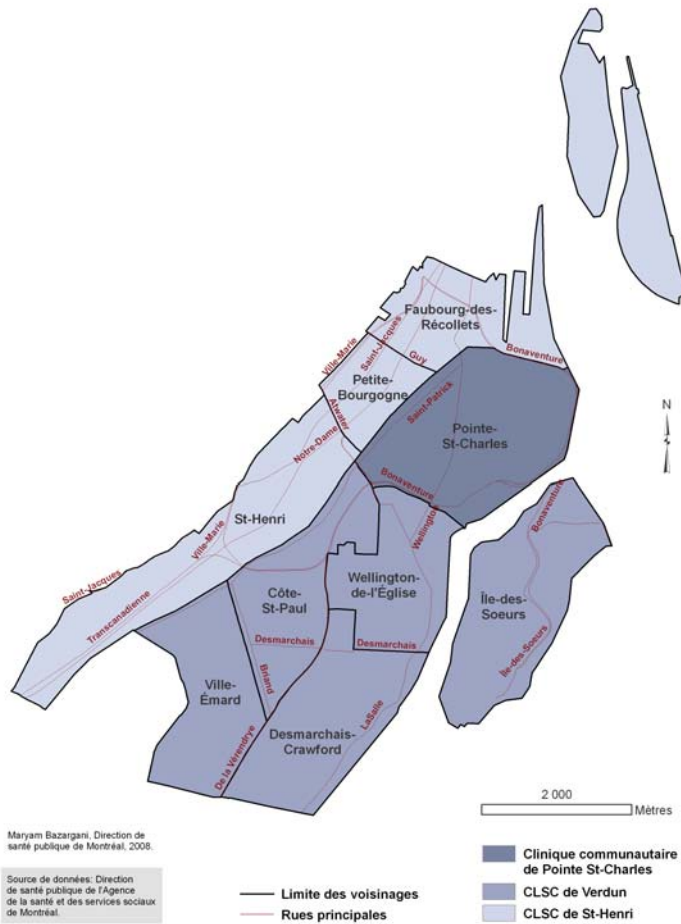 Faubourg-des-
Récollets
Ville-Marie
Saint-Jacques
Guy
Bonaventure
Petite-
Bourgogne
Atwater
Saint-Patrick
Notre-Dame
Pointe-
St-Charles
N
Bonaventure
St-Henri
Ville-Marie
Wellington
Bonaventure
Saint-Jacques
Transcanadienne
Côte-
St-Paul
Wellington-
de-l'Église
Île-des-
Soeurs
Desmarchais
Desmarchais
Île-des-Soeurs
Ville-
Émard
Briand
LaSalle
Desmarchais-
Crawford
De la Vérendrye
2 000
Mètres
Maryam Bazargani, Direction de
santé publique de Montréal, 2008.
Source de données: Direction
de santé publique de l'Agence
de la santé et des services sociaux
de Montréal.
Limite des voisinages
Rues principales
Clinique communautaire
de Pointe St-Charles
CLSC de Verdun
CLSC de St-Henri